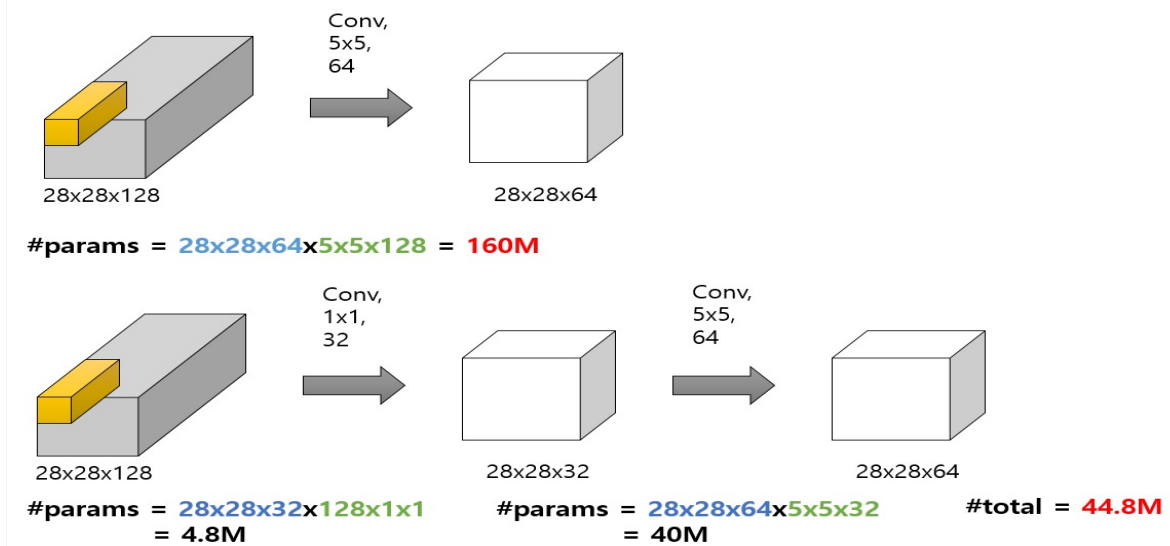 Conv,
5x5,
64
28x28x128
28x28x64
#params = 28x28x64x5x5x128 = 160M
Conv,
1x1,
32
Conv,
5x5,
64
28x28x128
28x28x32
28x28x64
#params = 28x28x32x128x1x1
= 4.8M
#params = 28x28x64x5x5x32
= 40M
#total = 44.8M